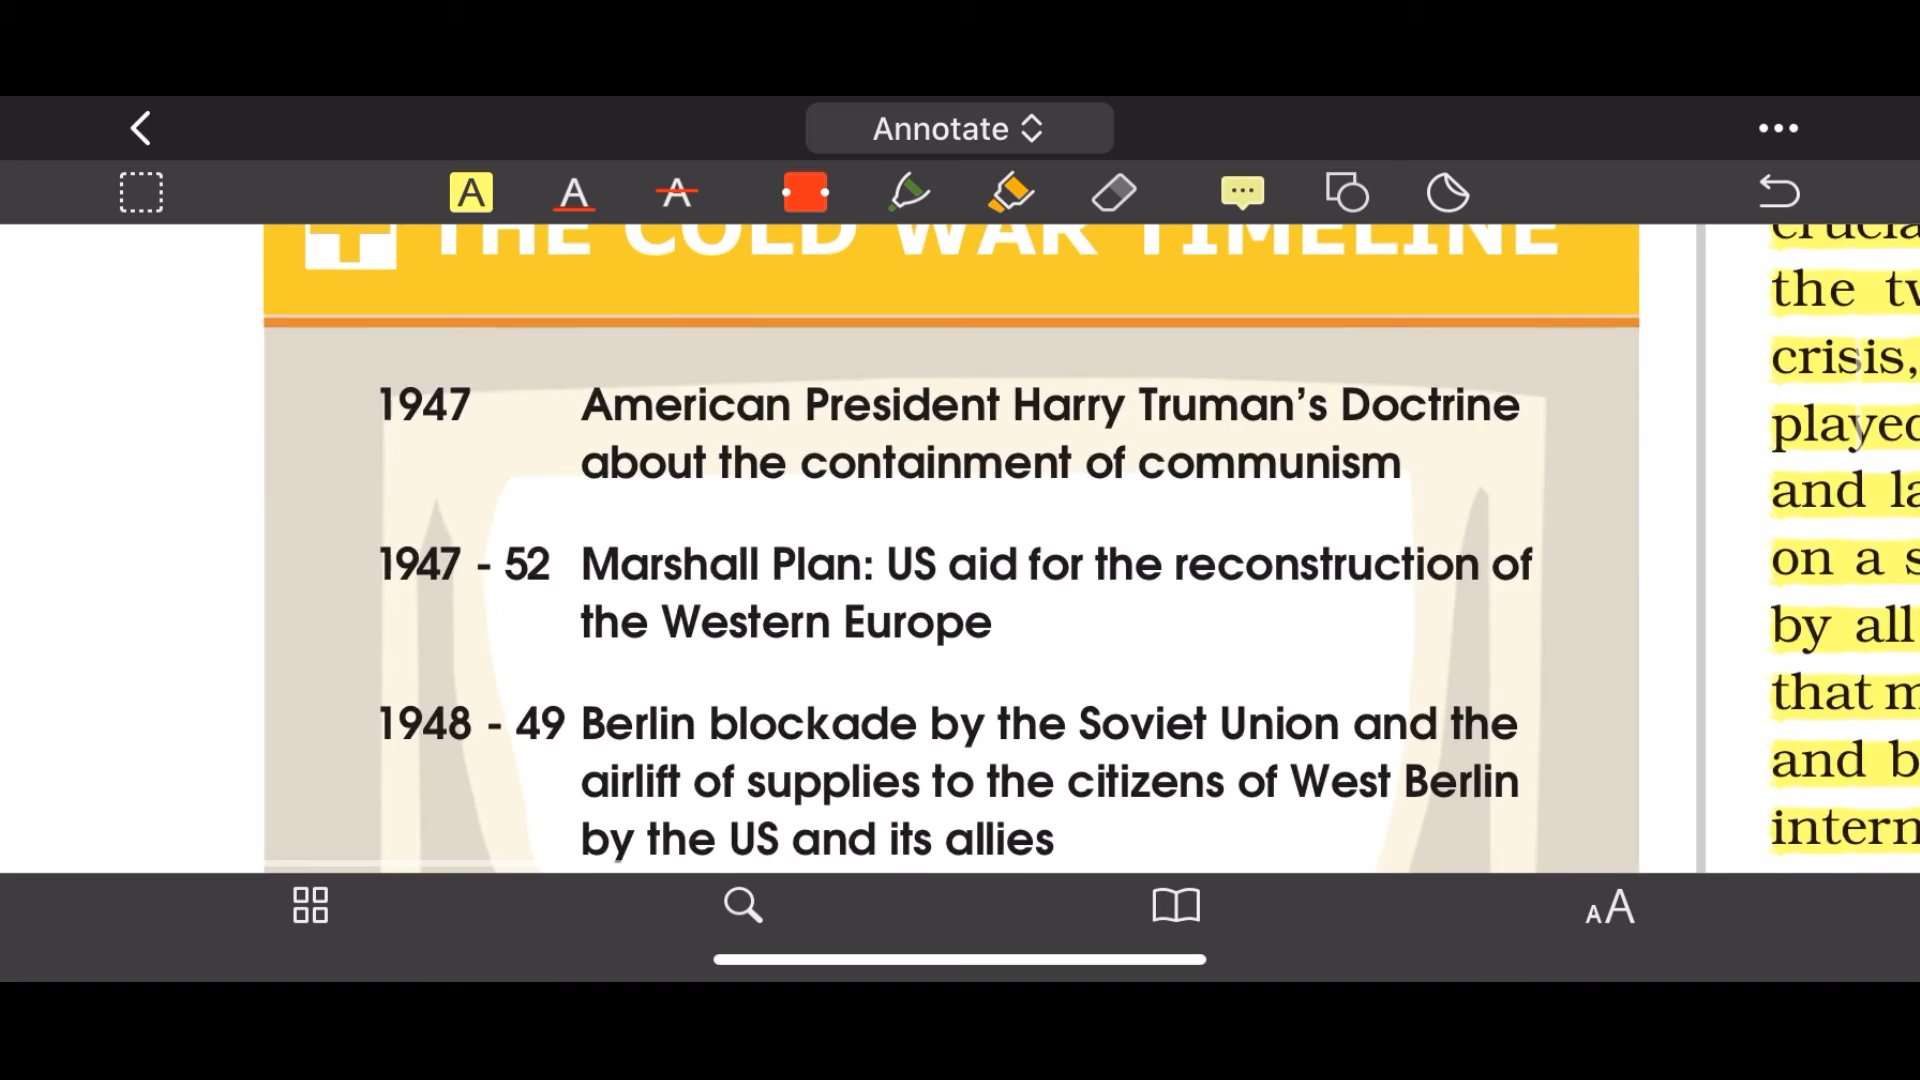 Annotate
THE COLD WAR TIMELINE
1947 American President Harry Truman's Doctrine
about the containment of communism
1947 - 52 Marshall Plan: US aid for the reconstruction of
the Western Europe
1948 - 49 Berlin blockade by the Soviet Union and the
airlift of supplies to the citizens of West Berlin
by the US and its allies
the
crisis,
played
and
on a
by all
that
and